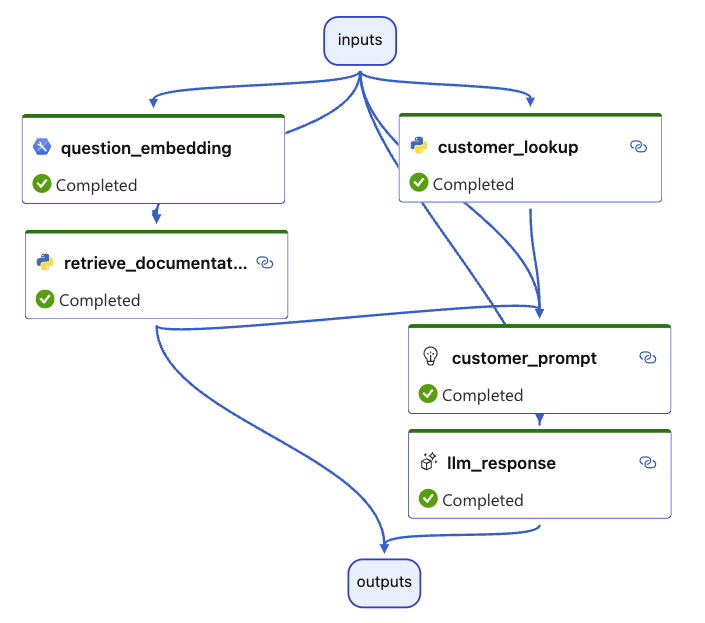 inputs
question_embedding
Completed
customer_lookup
Completed
retrieve_documentat...
Completed
customer_prompt
Completed
llm_response
Completed
outputs